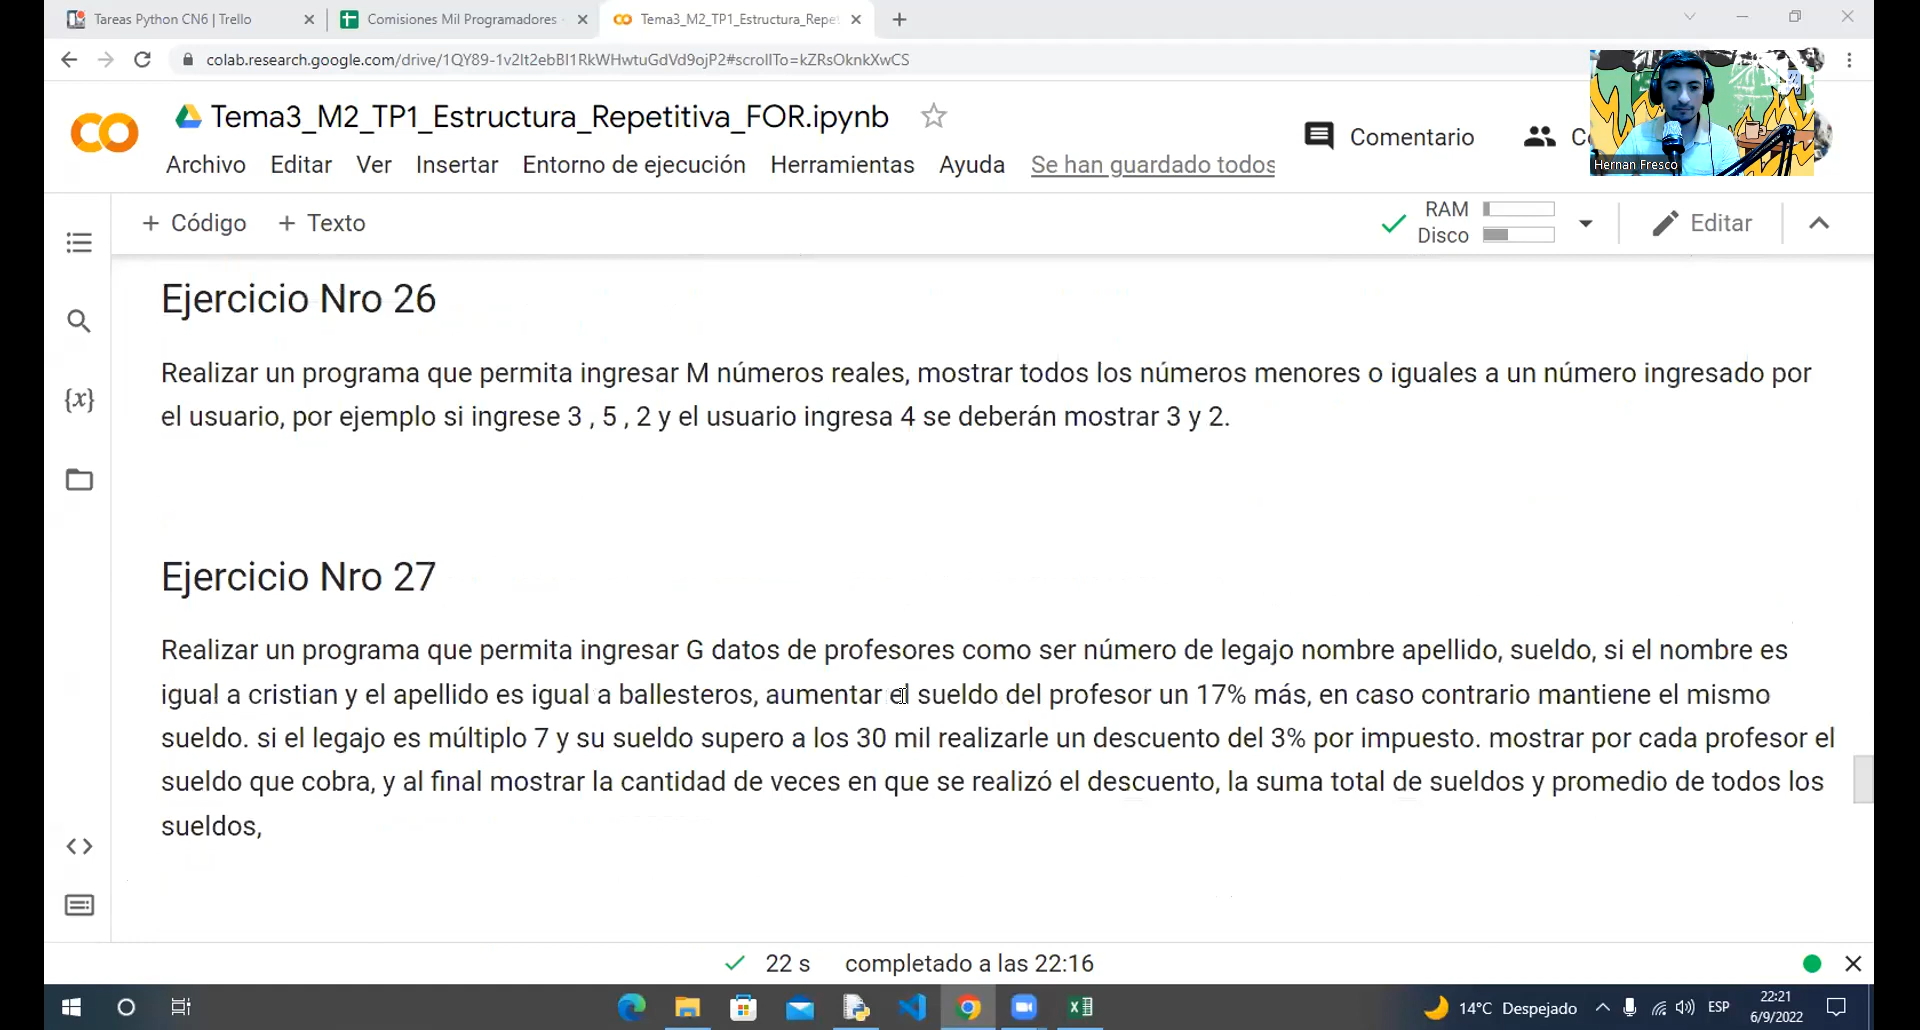 Tareas Python CN6 | Trello
Comisiones Mil Programadores
Tema3_M2_TP1_Estructura_Repet
colab.research.google.com/drive/1QY89-1v2It2ebBI1RkWHwtuGdVd9ojP2#scrollTo=kZRsOknkXwCS
Tema3_M2_TP1_Estructura_Repetitiva_FOR.ipynb
Comentario
Archivo Editar Ver Insertar Entorno de ejecución Herramientas Ayuda Se han guardado todos
Hernan Fresco
+ Código + Texto
RAM
Disco
Editar
Ejercicio Nro 26
Realizar un programa que permita ingresar M números reales, mostrar todos los números menores o iguales a un número ingresado por
el usuario, por ejemplo si ingrese 3 , 5 , 2 y el usuario ingresa 4 se deberán mostrar 3 y 2.
{x}
Ejercicio Nro 27
Realizar un programa que permita ingresar G datos de profesores como ser número de legajo nombre apellido, sueldo, si el nombre es
igual a cristian y el apellido es igual a ballesteros, aumentar el sueldo del profesor un 17% más, en caso contrario mantiene el mismo
sueldo. si el legajo es múltiplo 7 y su sueldo supero a los 30 mil realizarle un descuento del 3% por impuesto. mostrar por cada profesor el
sueldo que cobra, y al final mostrar la cantidad de veces en que se realizó el descuento, la suma total de sueldos y promedio de todos los
sueldos,
22 s completado a las 22:16
14°C Despejado
ESP
22:21
6/9/2022